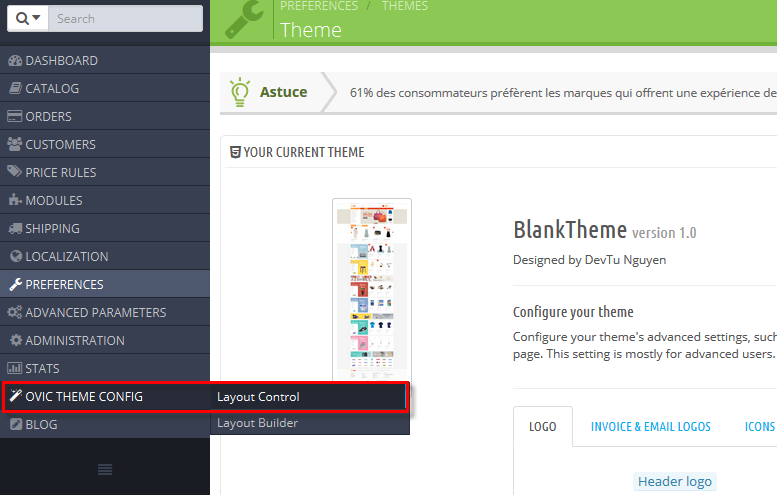 Search
DASHBOARD
CATALOG
ORDERS
CUSTOMERS
PRICE RULES
MODULES
SHIPPING
LOCALIZATION
PREFERENCES
ADVANCED PARAMETERS
ADMINISTRATION
STATS
OVIC THEME CONFIG
Layout Control
Layout Builder
BLOG
PREFERENCES / THEMES
Theme
Astuce
61% des consommateurs préfèrent les marques qui offrent une expérience de
YOUR CURRENT THEME
BlankTheme version 1.0
Designed by DevTu Nguyen
Configure your theme
Configure your theme's advanced settings, suc
page. This setting is mostly for advanced users.
LOGO
INVOICE & EMAIL LOGOS
ICONS
Header logo